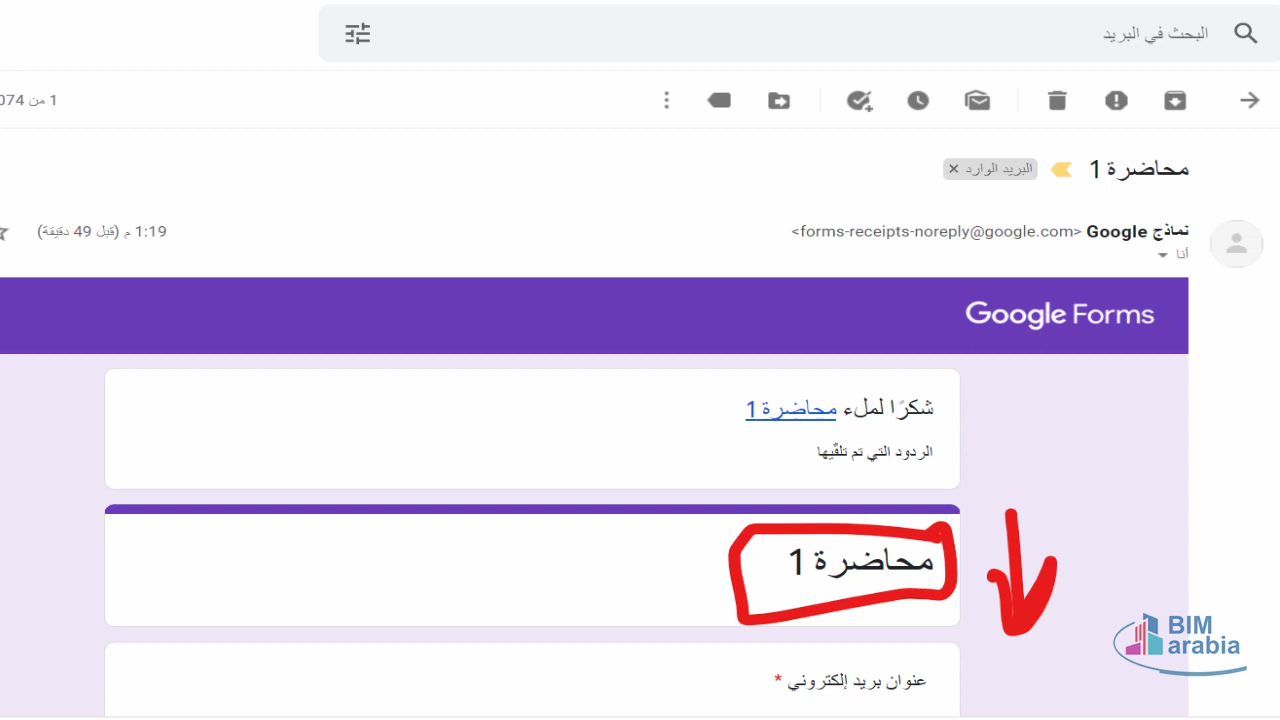 البحث في البريد
1 من 074
محاضرة 1
البريد الوارد ×
نماذج Google <forms-receipts-noreply@google.com>
1:19 م (قبل 49 دقيقة)
أنا
Google Forms
شكرًا لملء محاضرة 1
الردود التي تم تلقّيها
محاضرة 1
عنوان بريد إلكتروني *
BIM
arabia